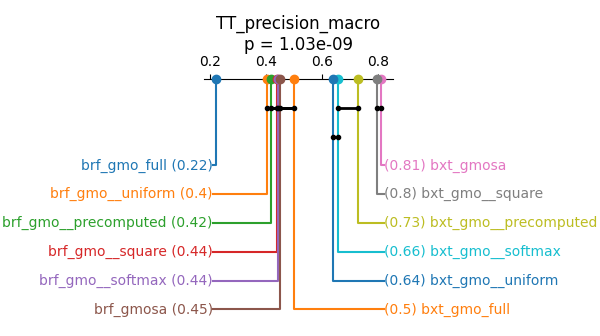 TT_precision_macro
p = 1.03e-09
0.2 0.4 0.6 0.8
brf_gmo_full (0.22) (0.81) bxt_gmosa
brf_gmo__uniform (0.4) (0.8) bxt_gmo__square
brf_gmo__precomputed (0.42) (0.73) bxt_gmo__precomputed
brf_gmo__square (0.44) (0.66) bxt_gmo__softmax
brf_gmo__softmax (0.44) (0.64) bxt_gmo__uniform
brf_gmosa (0.45) (0.5) bxt_gmo_full